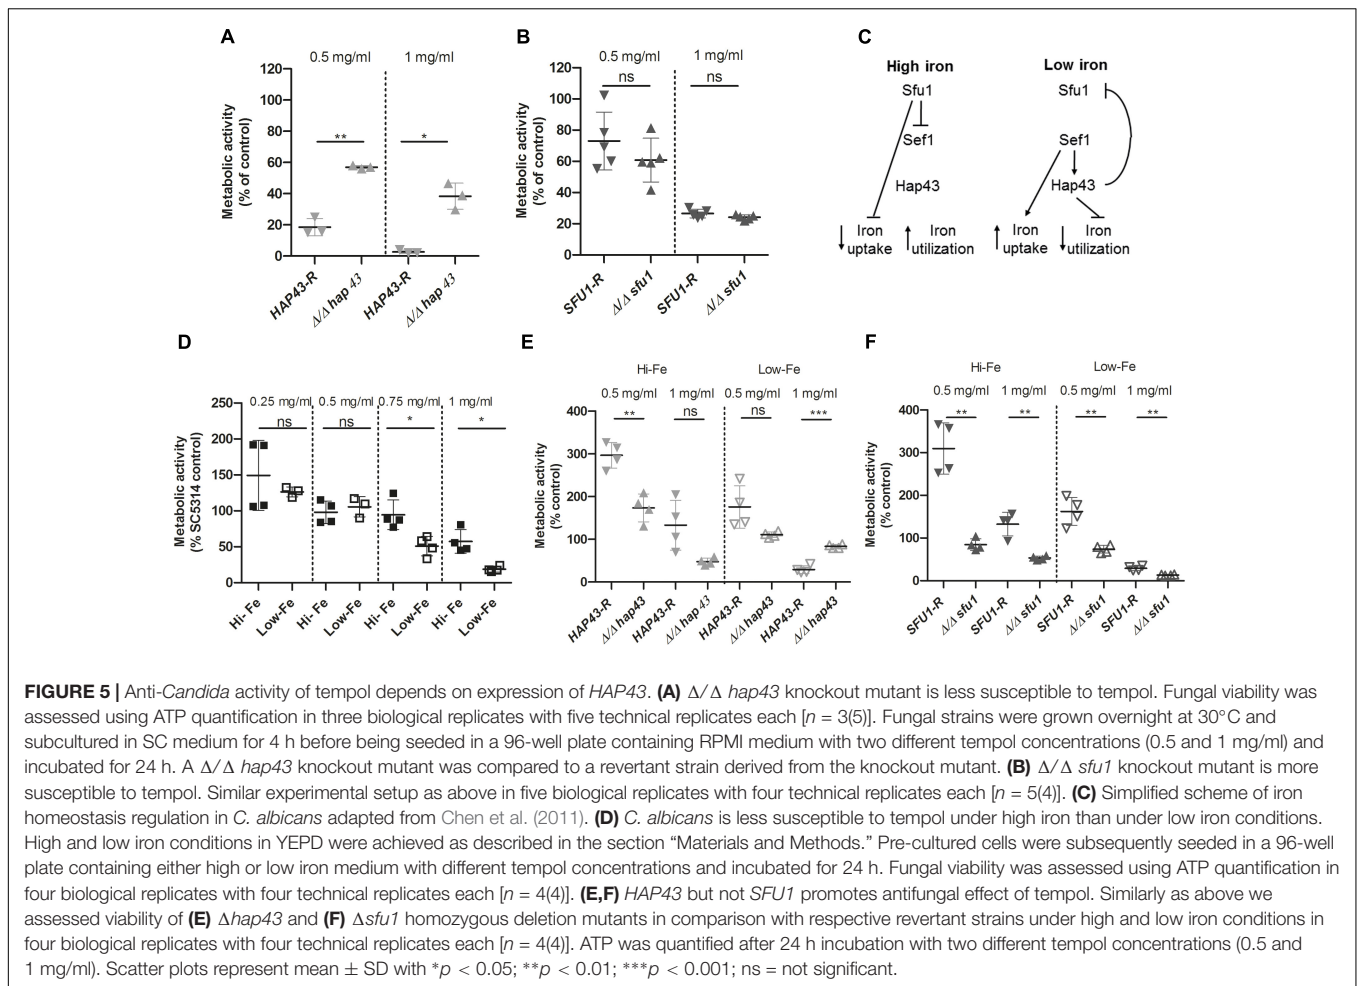 A
0.5 mg/ml 1 mg/ml
Metabolic activity
(% of control)
120
100
80
60
40
20
0
** *
HAP43-R Δ/Δ hap 43 HAP43-R Δ/Δ hap 43
B
0.5 mg/ml 1 mg/ml
Metabolic activity
(% of control)
120
100
80
60
40
20
0
ns ns
SFU1-R Δ/Δ sfu1 SFU1-R Δ/Δ sfu1
C
High iron Low iron
Sfu1 Sfu1
Sef1 Sef1
Hap43 Hap43
Iron Iron Iron Iron
uptake utilization uptake utilization
D
0.25 mg/ml 0.5 mg/ml 0.75 mg/ml 1 mg/ml
Metabolic activity
(% SC5314 control)
250
200
150
100
50
0
ns ns * *
Hi-Fe Low-Fe Hi-Fe Low-Fe Hi-Fe Low-Fe Hi-Fe Low-Fe
E
Hi-Fe Low-Fe
0.5 mg/ml 1 mg/ml 0.5 mg/ml 1 mg/ml
Metabolic activity
(% control)
400
300
200
100
0
** ns ns ***
HAP43-R Δ/Δ hap43 HAP43-R Δ/Δ hap43 HAP43-R Δ/Δ hap43 HAP43-R Δ/Δ hap43
F
Hi-Fe Low-Fe
0.5 mg/ml 1 mg/ml 0.5 mg/ml 1 mg/ml
Metabolic activity
(% control)
400
300
200
100
0
** ** ** **
SFU1-R Δ/Δ sfu1 SFU1-R Δ/Δ sfu1 SFU1-R Δ/Δ sfu1 SFU1-R Δ/Δ sfu1
FIGURE 5 | Anti-Candida activity of tempol depends on expression of HAP43. (A) Δ/Δ hap43 knockout mutant is less susceptible to tempol. Fungal viability was
assessed using ATP quantification in three biological replicates with five technical replicates each [n = 3(5)]. Fungal strains were grown overnight at 30°C and
subcultured in SC medium for 4 h before being seeded in a 96-well plate containing RPMI medium with two different tempol concentrations (0.5 and 1 mg/ml) and
incubated for 24 h. A Δ/Δ hap43 knockout mutant was compared to a revertant strain derived from the knockout mutant. (B) Δ/Δ sfu1 knockout mutant is more
susceptible to tempol. Similar experimental setup as above in five biological replicates with four technical replicates each [n = 5(4)]. (C) Simplified scheme of iron
homeostasis regulation in C. albicans adapted from Chen et al. (2011). (D) C. albicans is less susceptible to tempol under high iron than under low iron conditions.
High and low iron conditions in YEPD were achieved as described in the section “Materials and Methods.” Pre-cultured cells were subsequently seeded in a 96-well
plate containing either high or low iron medium with different tempol concentrations and incubated for 24 h. Fungal viability was assessed using ATP quantification in
four biological replicates with four technical replicates each [n = 4(4)]. (E,F) HAP43 but not SFU1 promotes antifungal effect of tempol. Similarly as above we
assessed viability of (E) Δhap43 and (F) Δsfu1 homozygous deletion mutants in comparison with respective revertant strains under high and low iron conditions in
four biological replicates with four technical replicates each [n = 4(4)]. ATP was quantified after 24 h incubation with two different tempol concentrations (0.5 and
1 mg/ml). Scatter plots represent mean ± SD with *p < 0.05; **p < 0.01; ***p < 0.001; ns = not significant.